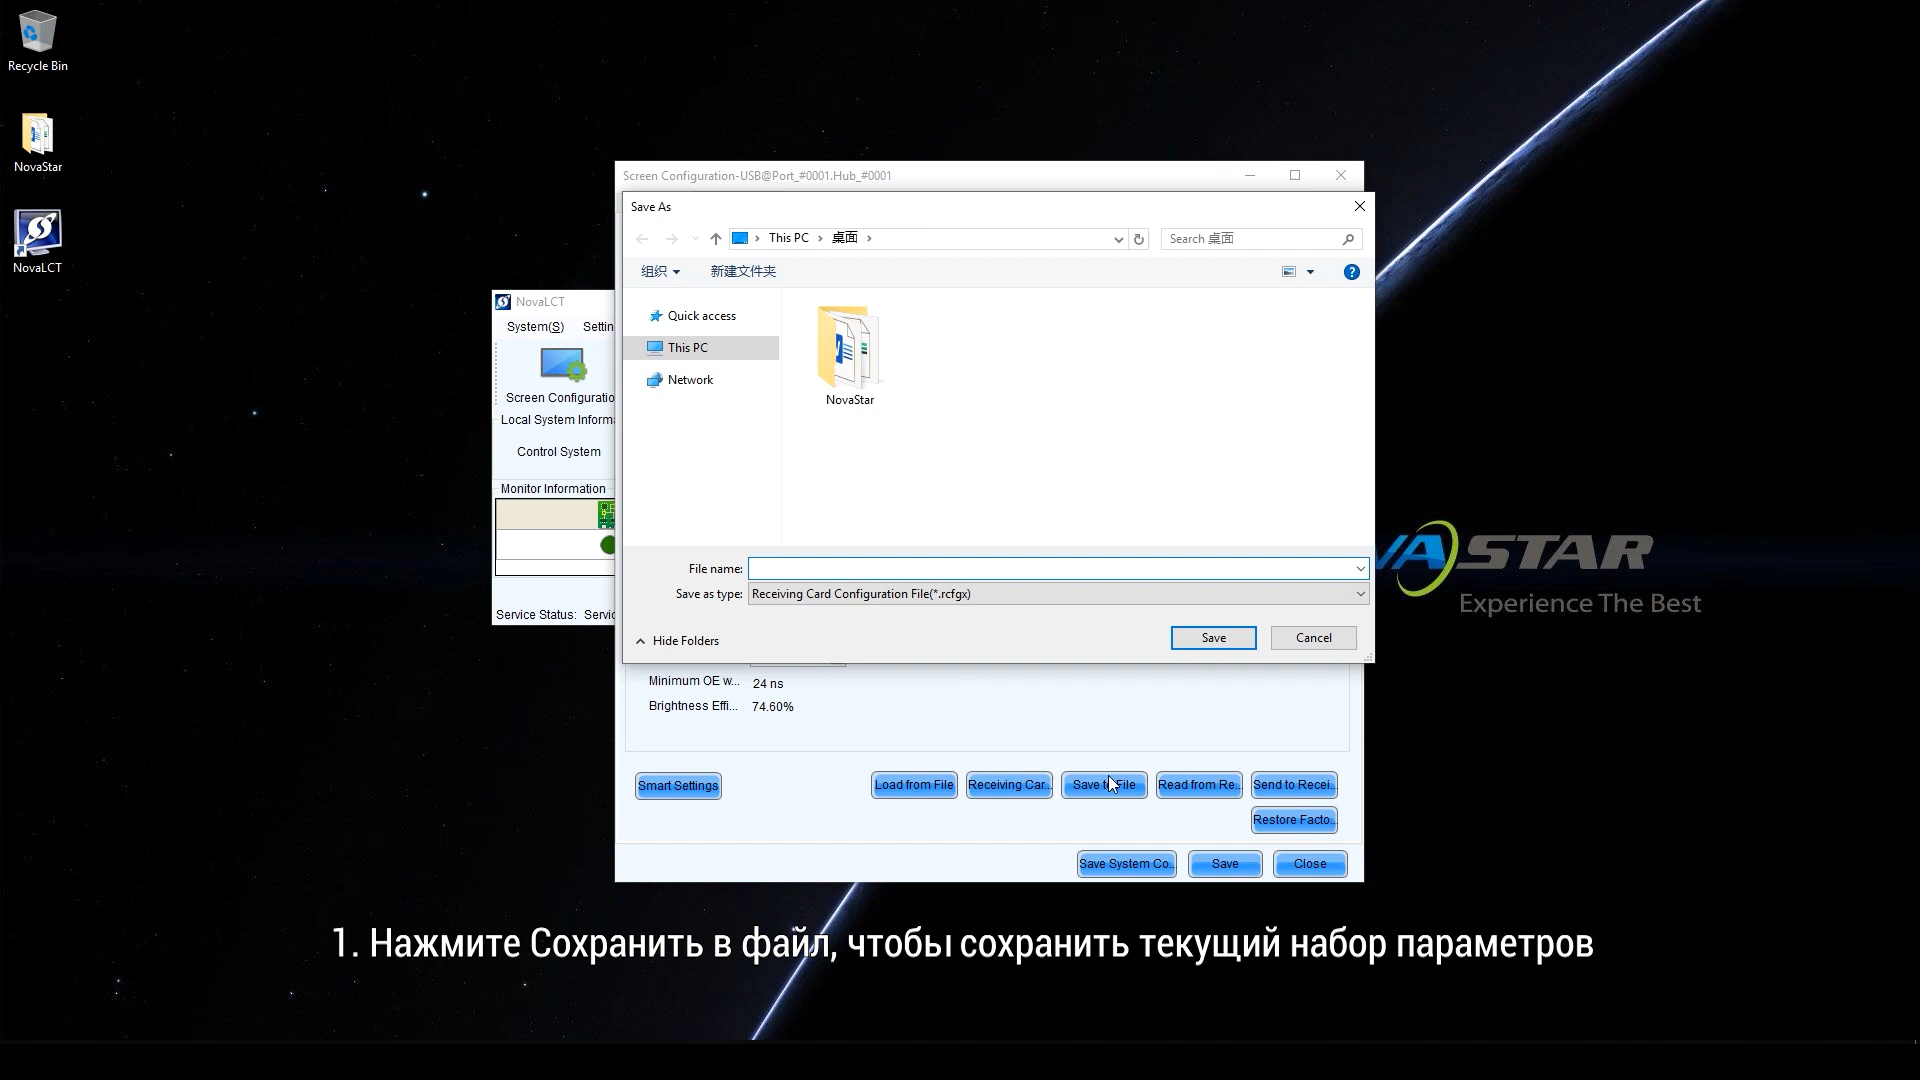 Recycle Bin
NovaStar
NovaLCT
Screen Configuration-USB@Port_#0001.Hub_#0001
Save As
This PC
桌面
Search 桌面
组织
新建文件夹
Quick access
This PC
Network
NovaStar
File name:
Save as type: Receiving Card Configuration File(*.rcfgx)
Hide Folders
Save
Cancel
NovaLCT
System(S) Settin
Screen Configuratio
Local System Inform
Control System
Monitor Information
Service Status: Servic
Minimum OE w... 24 ns
Brightness Effi... 74.60%
Smart Settings
Load from File
Receiving Car...
Save to File
Read from Re...
Send to Recei...
Restore Facto...
Save System Co...
Save
Close
VA STAR
Experience The Best
1. Нажмите Сохранить в файл, чтобы сохранить текущий набор параметров